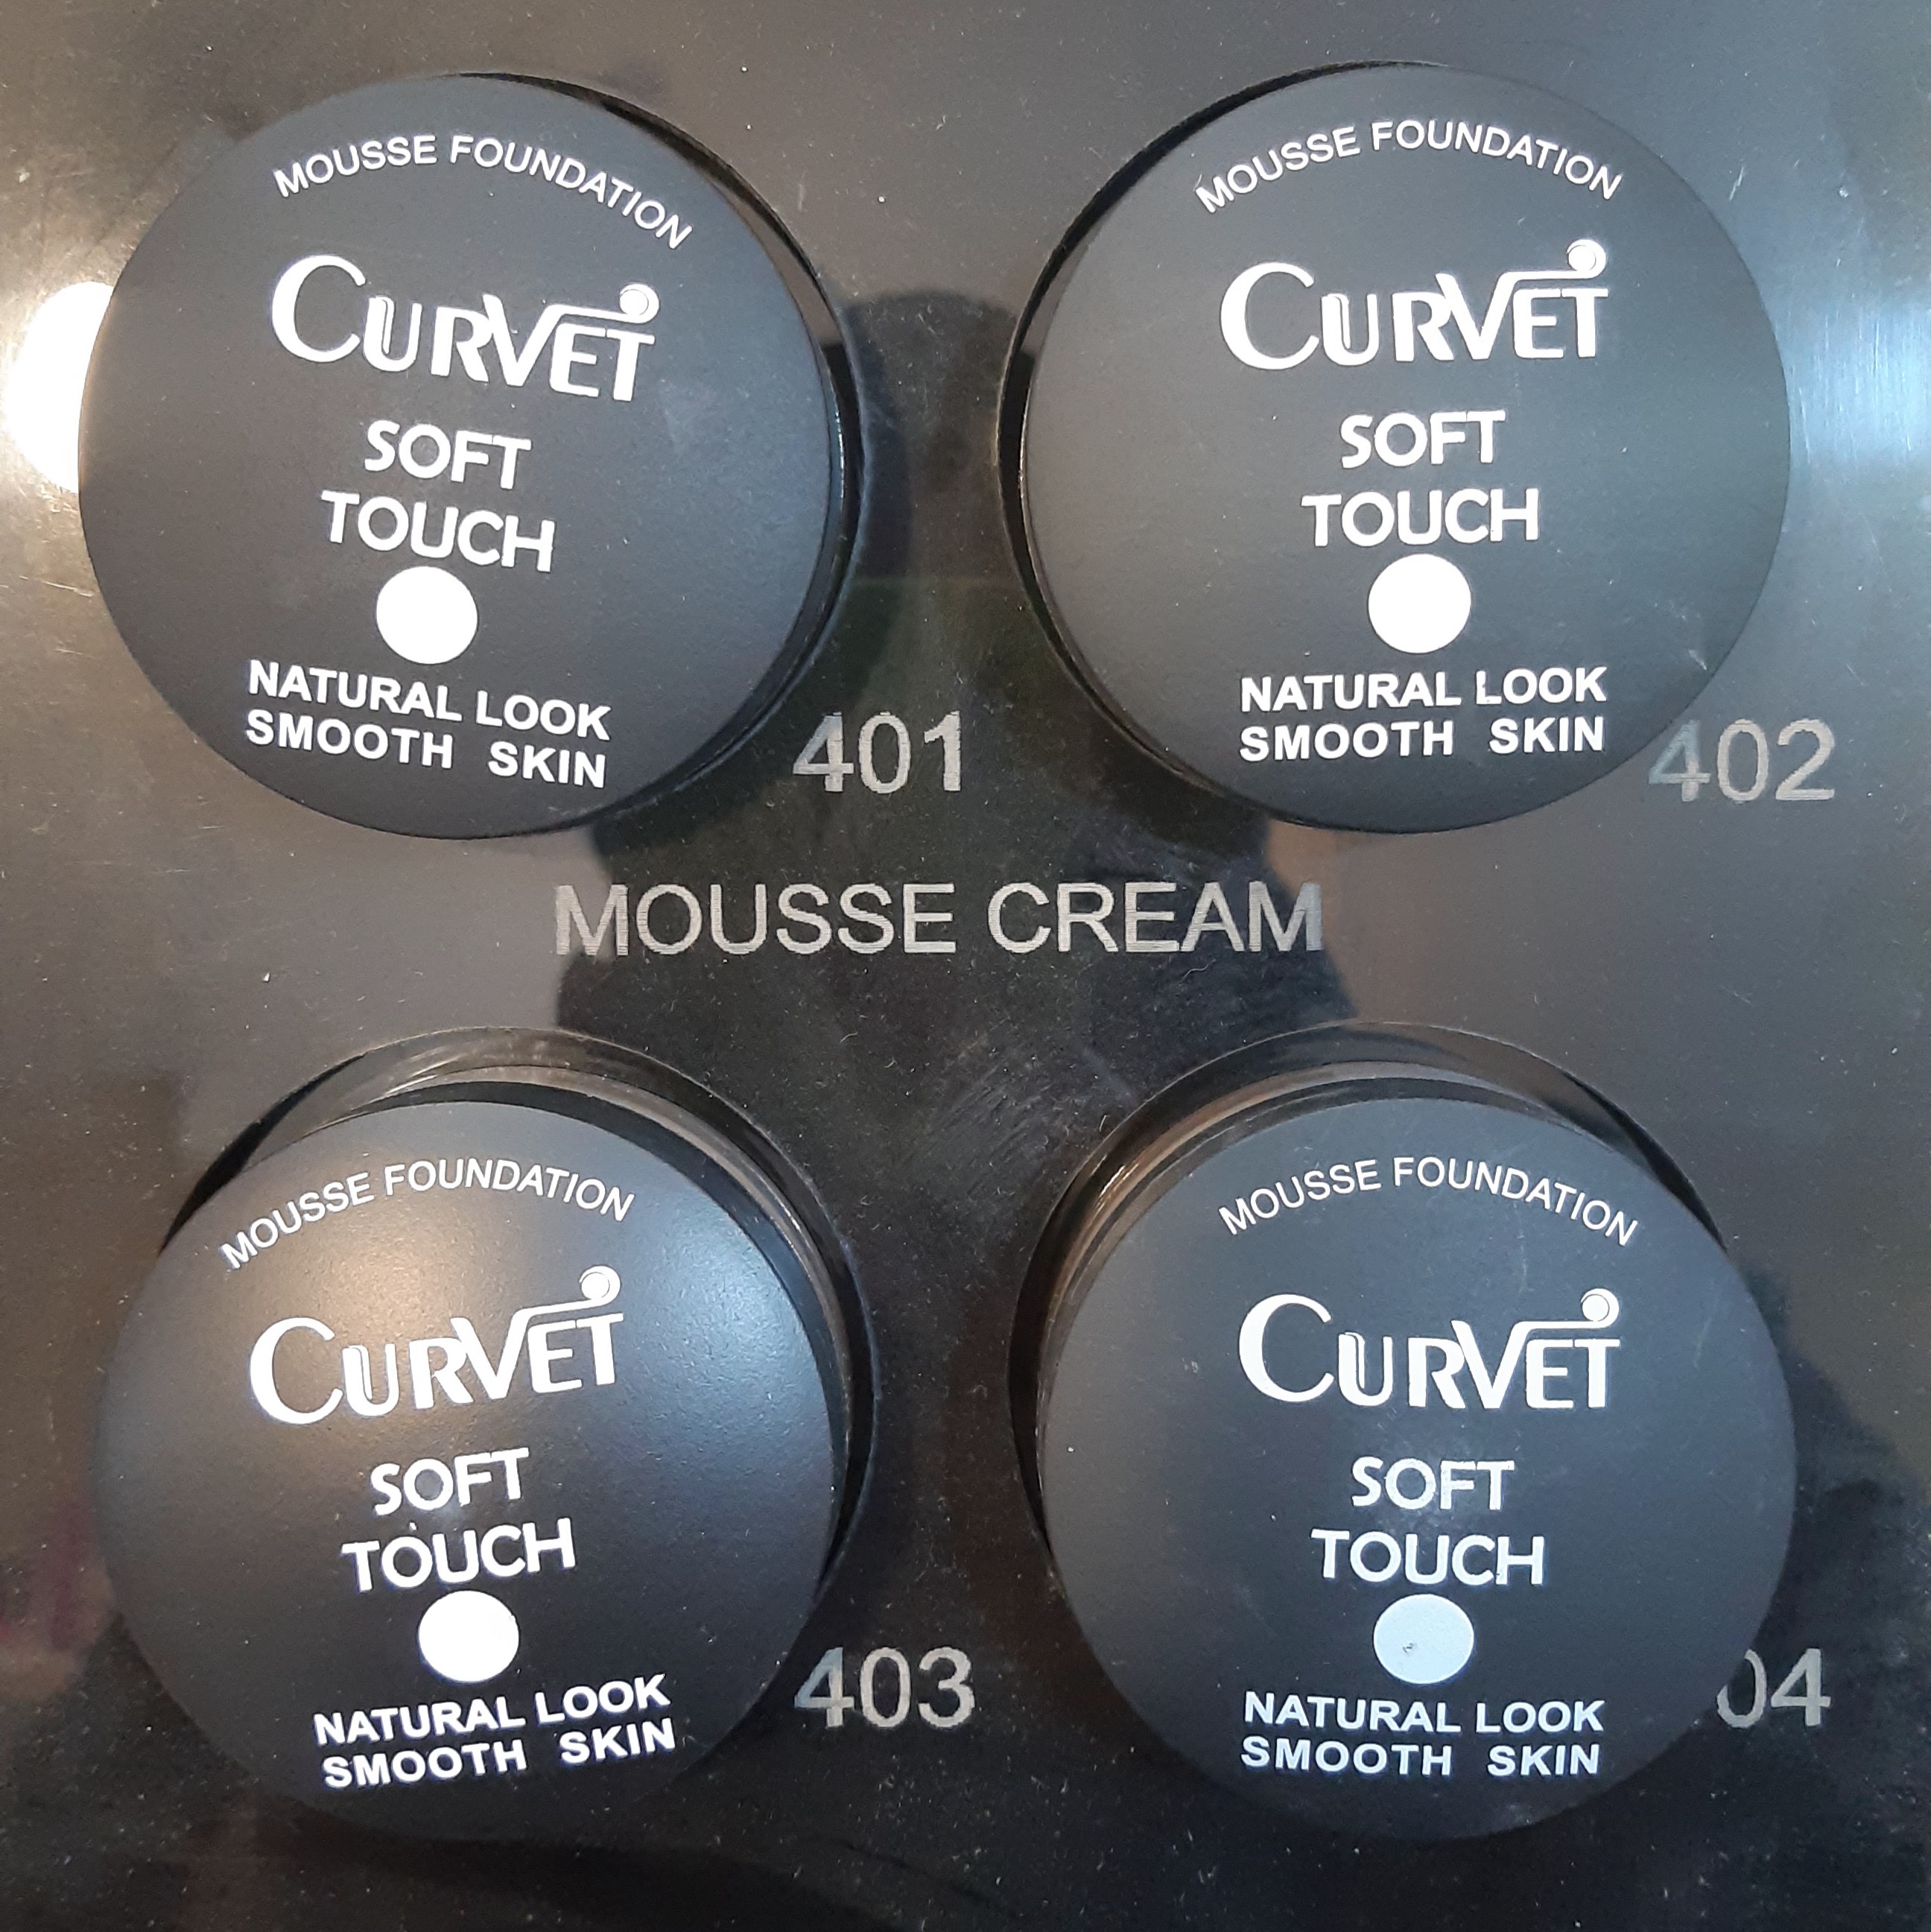 MOUSSE FOUNDATION
CURVET
SOFT
TOUCH
NATURAL LOOK
SMOOTH SKIN
401
MOUSSE FOUNDATION
CURVET
SOFT
TOUCH
NATURAL LOOK
SMOOTH SKIN
402
MOUSSE CREAM
MOUSSE FOUNDATION
CURVET
SOFT
TOUCH
NATURAL LOOK
SMOOTH SKIN
403
MOUSSE FOUNDATION
CURVET
SOFT
TOUCH
NATURAL LOOK
SMOOTH SKIN
04